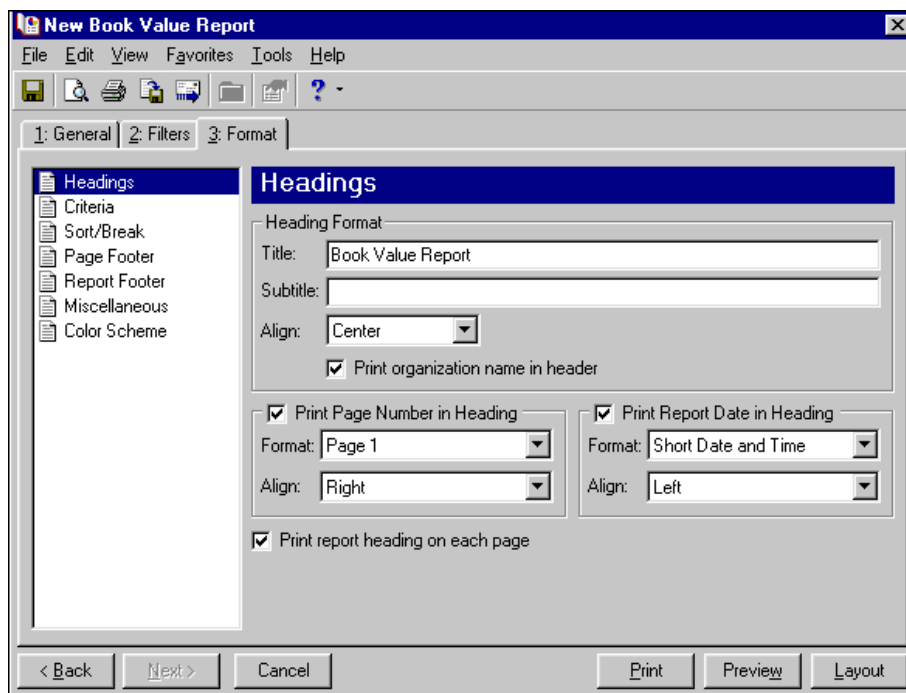 New Book Value Report
File Edit View Favorites Tools Help
1: General 2: Filters 3: Format
Headings
Criteria
Sort/Break
Page Footer
Report Footer
Miscellaneous
Color Scheme
Headings
Heading Format
Title: Book Value Report
Subtitle:
Align: Center
Print organization name in header
Print Page Number in Heading
Format: Page 1
Align: Right
Print Report Date in Heading
Format: Short Date and Time
Align: Left
Print report heading on each page
< Back Next > Cancel Print Preview Layout